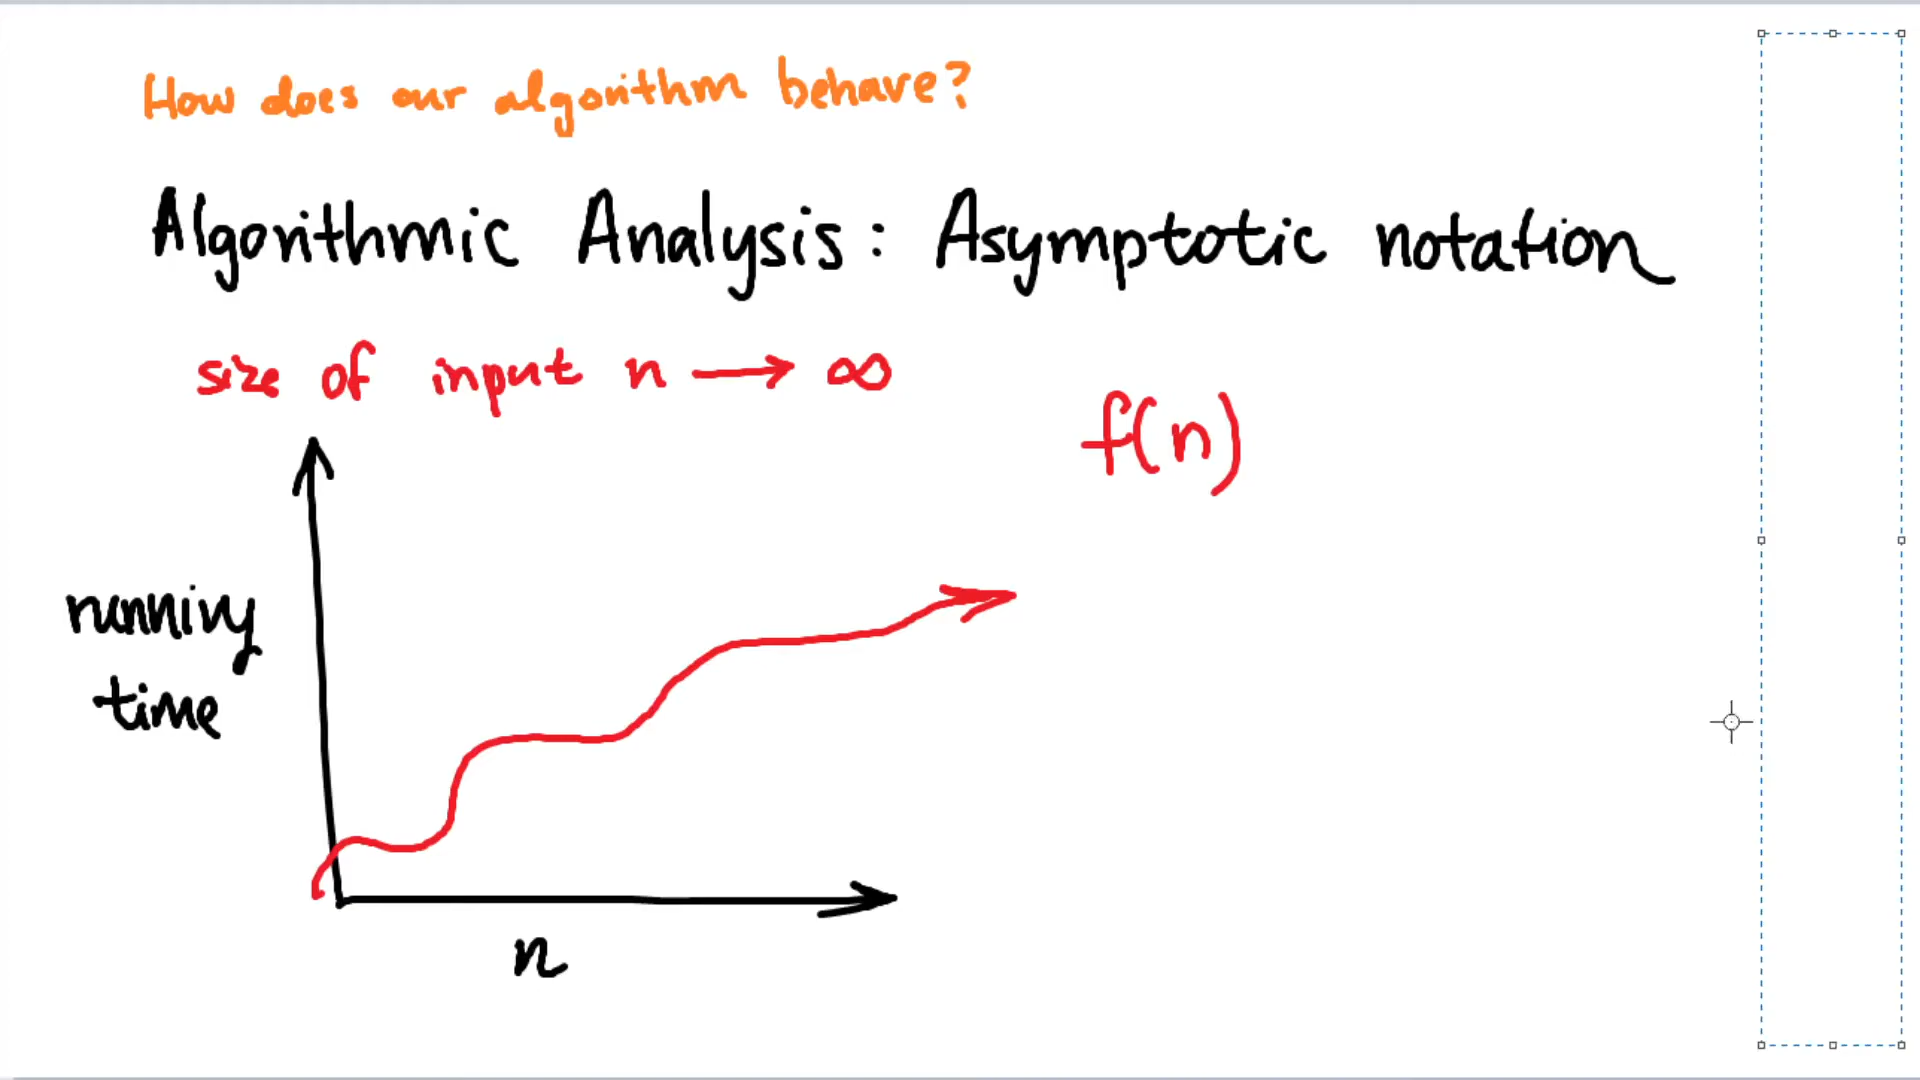 How does our algorithm behave?
Algorithmic Analysis: Asymptotic notation
size of input n → ∞
f(n)
running
time
n